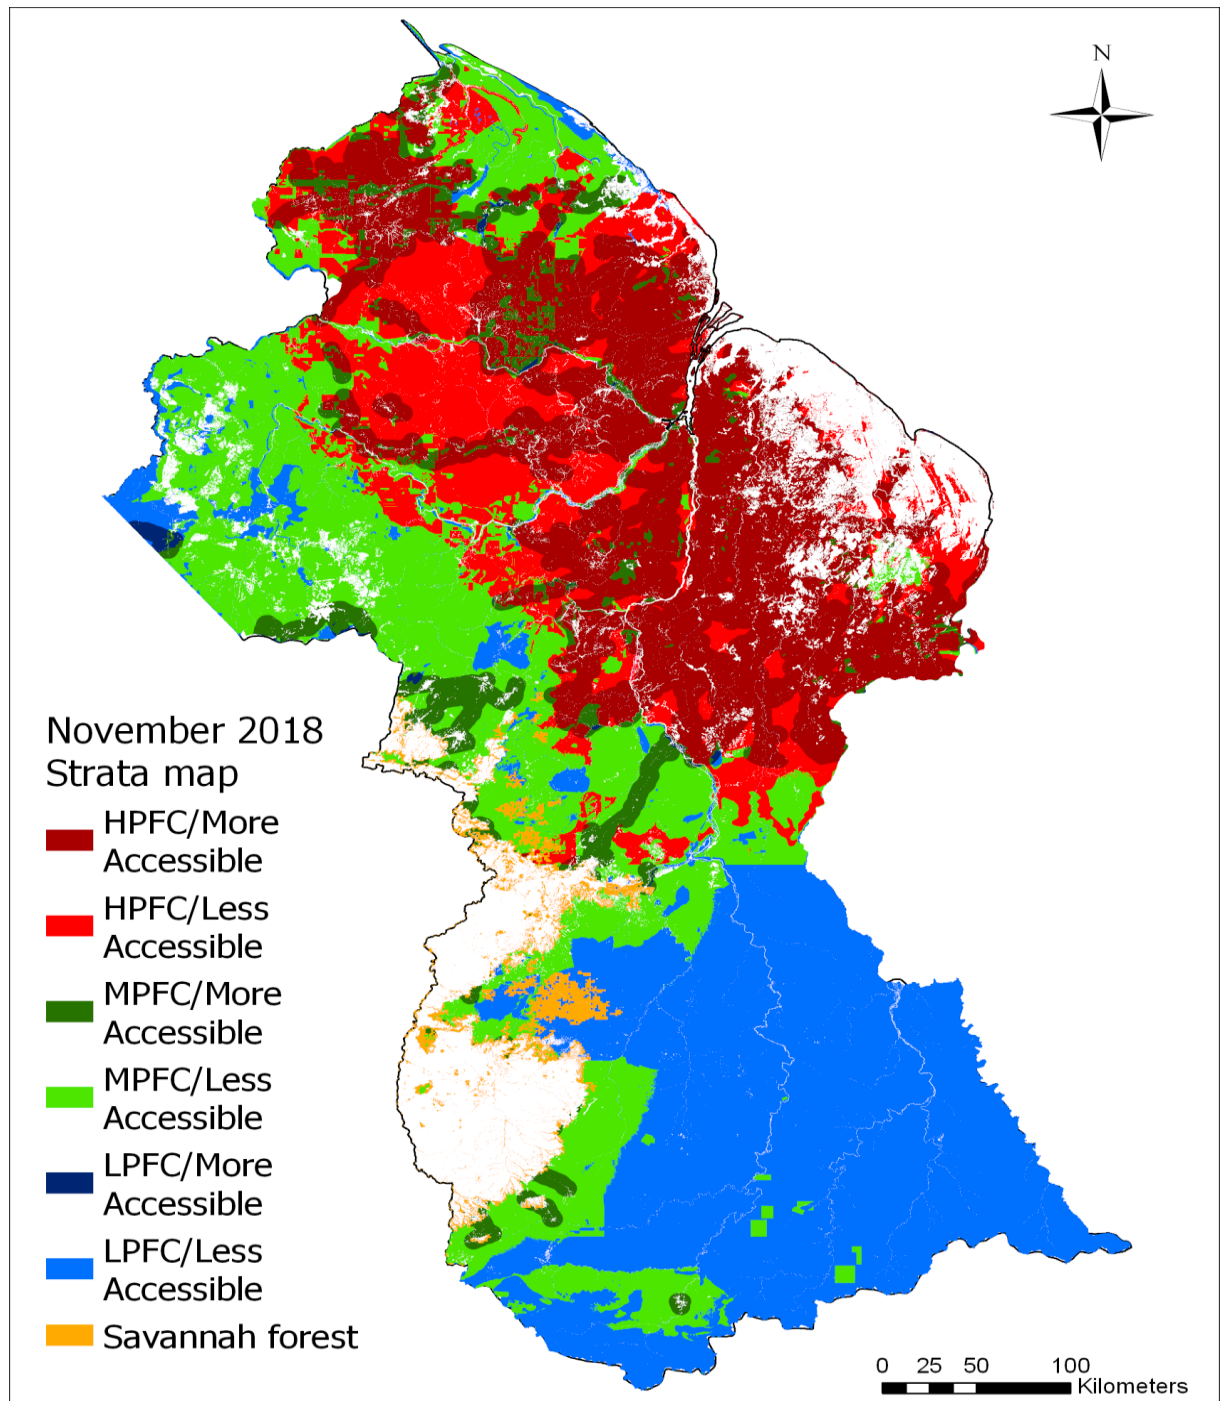 N
November 2018
Strata map
HPFC/More
Accessible
HPFC/Less
Accessible
MPFC/More
Accessible
MPFC/Less
Accessible
LPFC/More
Accessible
LPFC/Less
Accessible
Savannah forest
0 25 50 100
Kilometers